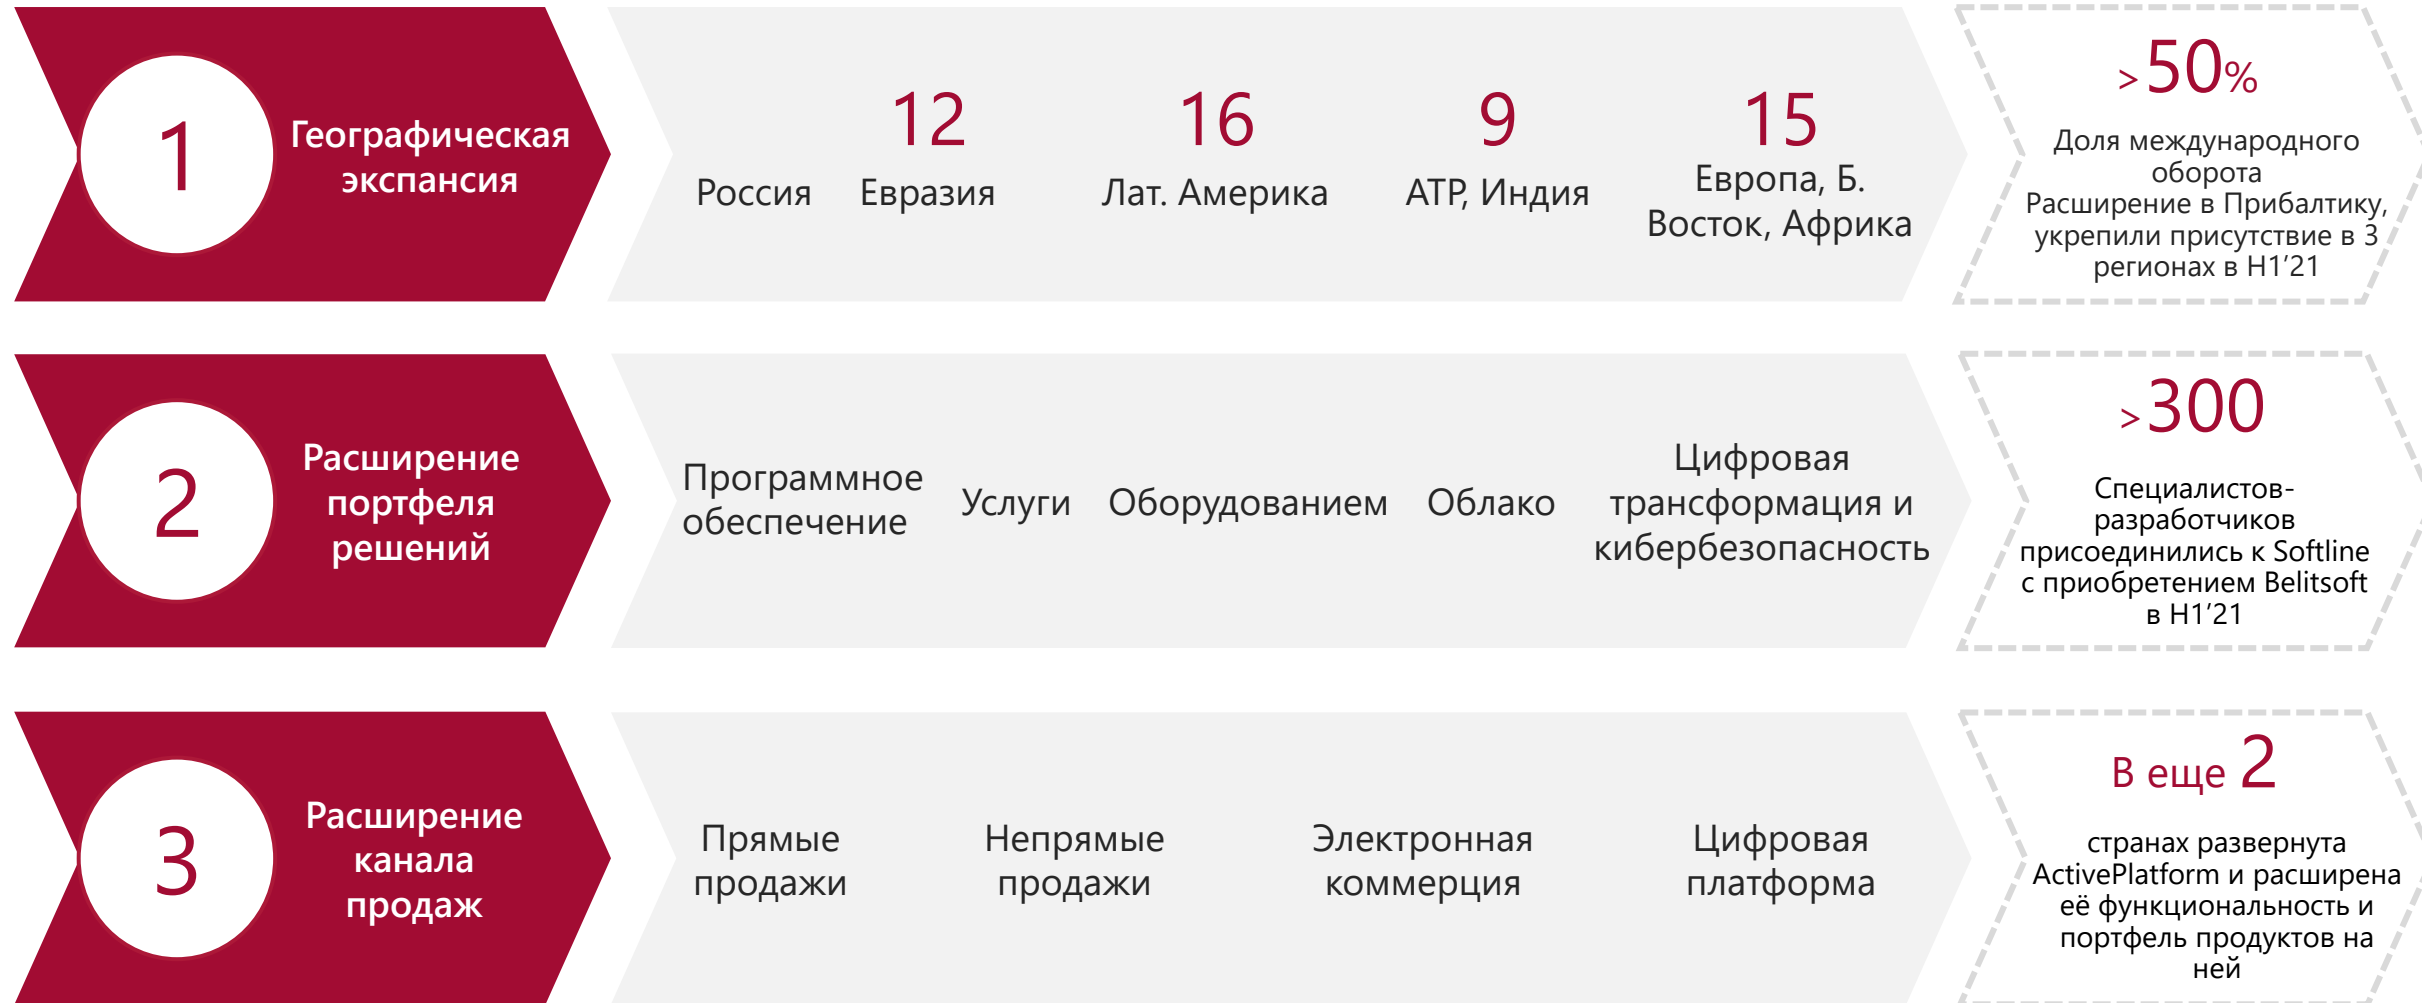 1
Географическая
экспансия
Россия
12
Евразия
16
Лат. Америка
9
АТР, Индия
15
Европа, Б.
Восток, Африка
>50%
Доля международного
оборота
Расширение в Прибалтику,
укрепили присутствие в 3
регионах в H1’21
2
Расширение
портфеля
решений
Программное
обеспечение
Услуги
Оборудованием
Облако
Цифровая
трансформация и
кибербезопасность
>300
Специалистов-
разработчиков
присоединились к Softline
с приобретением Belitsoft
в H1’21
3
Расширение
канала
продаж
Прямые
продажи
Непрямые
продажи
Электронная
коммерция
Цифровая
платформа
В еще 2
странах развернута
ActivePlatform и расширена
её функциональность и
портфель продуктов на
ней